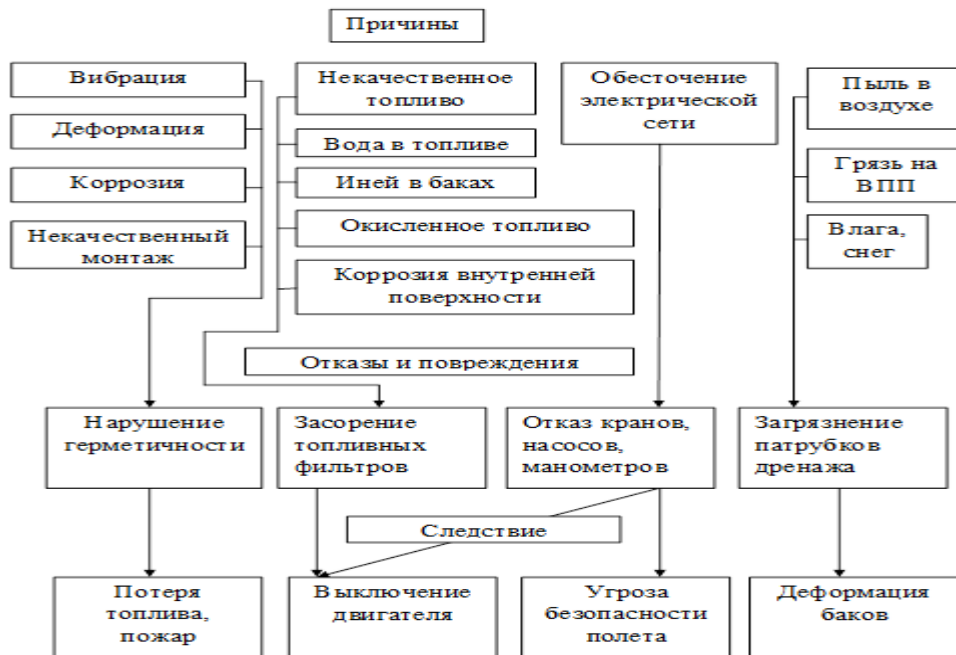 Причины
Вибрация
Деформация
Коррозия
Некачественный
монтаж
Некачественное
топливо
Вода в топливе
Иней в баках
Окисленное топливо
Коррозия внутренней
поверхности
Обесточение
электрической
сети
Пыль в
воздухе
Грязь на
ВПП
Влага,
снег
Отказы и повреждения
Нарушение
герметичности
Засорение
топливных
фильтров
Отказ кранов,
насосов,
манометров
Загрязнение
патрубков
дренажа
Следствие
Потеря
топлива,
пожар
Выключение
двигателя
Угроза
безопасности
полета
Деформация
баков